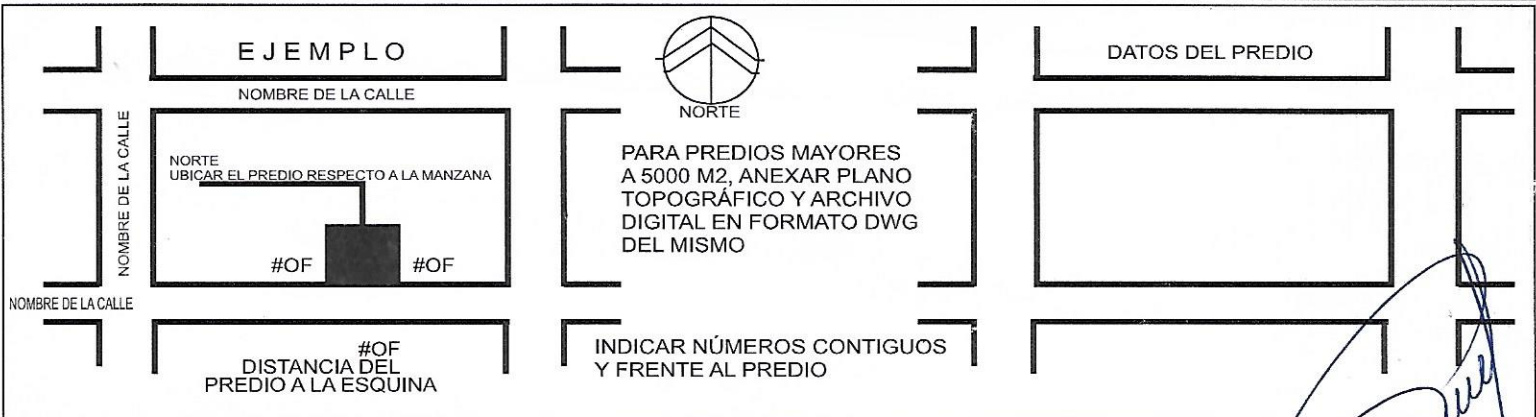 EJEMPLO
NOMBRE DE LA CALLE
NOMBRE DE LA CALLE
NORTE
UBICAR EL PREDIO RESPECTO A LA MANZANA
#OF
#OF
NOMBRE DE LA CALLE
#OF
DISTANCIA DEL
PREDIO A LA ESQUINA
NORTE
PARA PREDIOS MAYORES
A 5000 M2, ANEXAR PLANO
TOPOGRÁFICO Y ARCHIVO
DIGITAL EN FORMATO DWG
DEL MISMO
INDICAR NÚMEROS CONTIGUOS
Y FRENTE AL PREDIO
DATOS DEL PREDIO